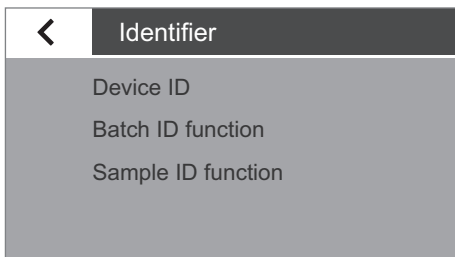 Identifier
Device ID
Batch ID function
Sample ID function